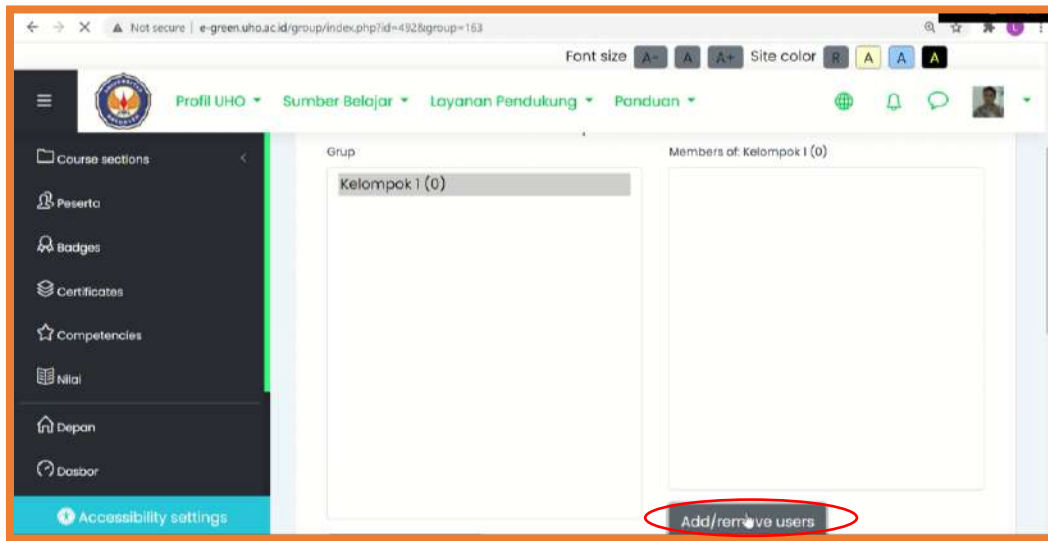 Not secure | e-green.uho.ac.id/group/index.php?id=492&group=163
Font size A- A A+ Site color R A A A
Profil UHO Sumber Belajar Layanan Pendukung Panduan
Course sections
Peserta
Badges
Certificates
Competencies
Nilai
Depan
Dasbor
Accessibility settings
Grup
Kelompok 1 (0)
Members of: Kelompok 1 (0)
Add/remove users